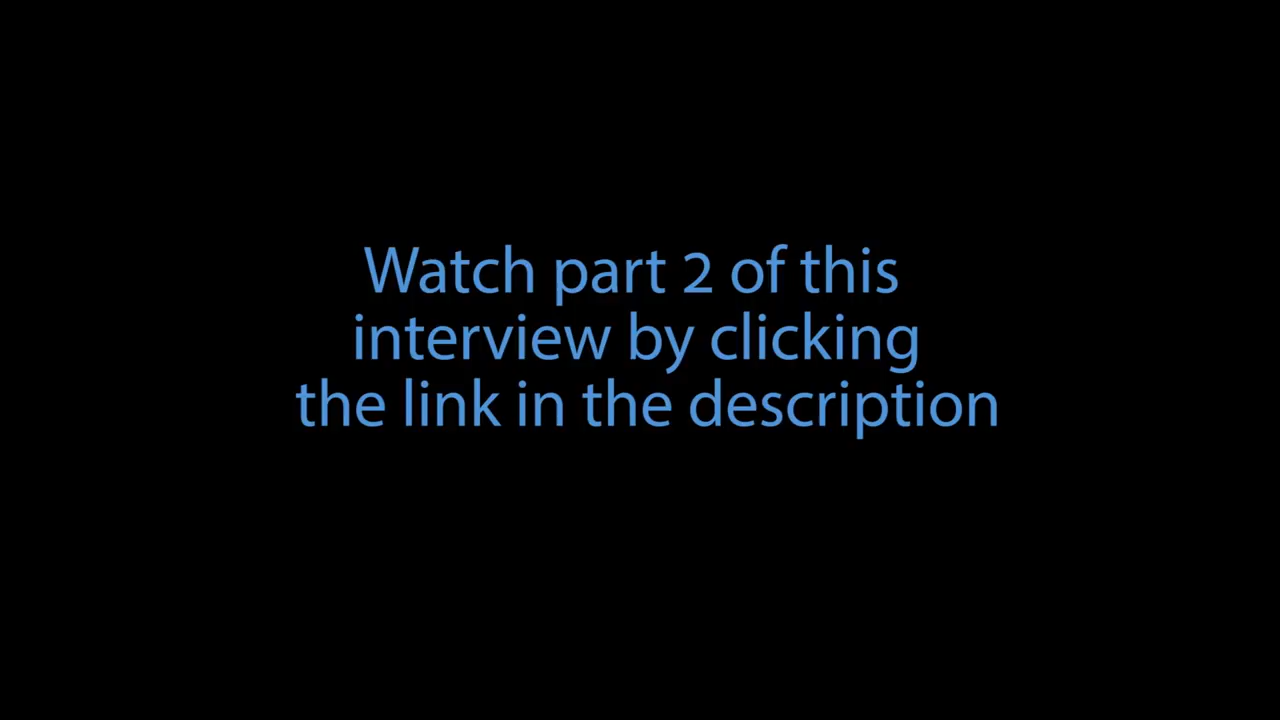 Watch part 2 of this
interview by clicking
the link in the description